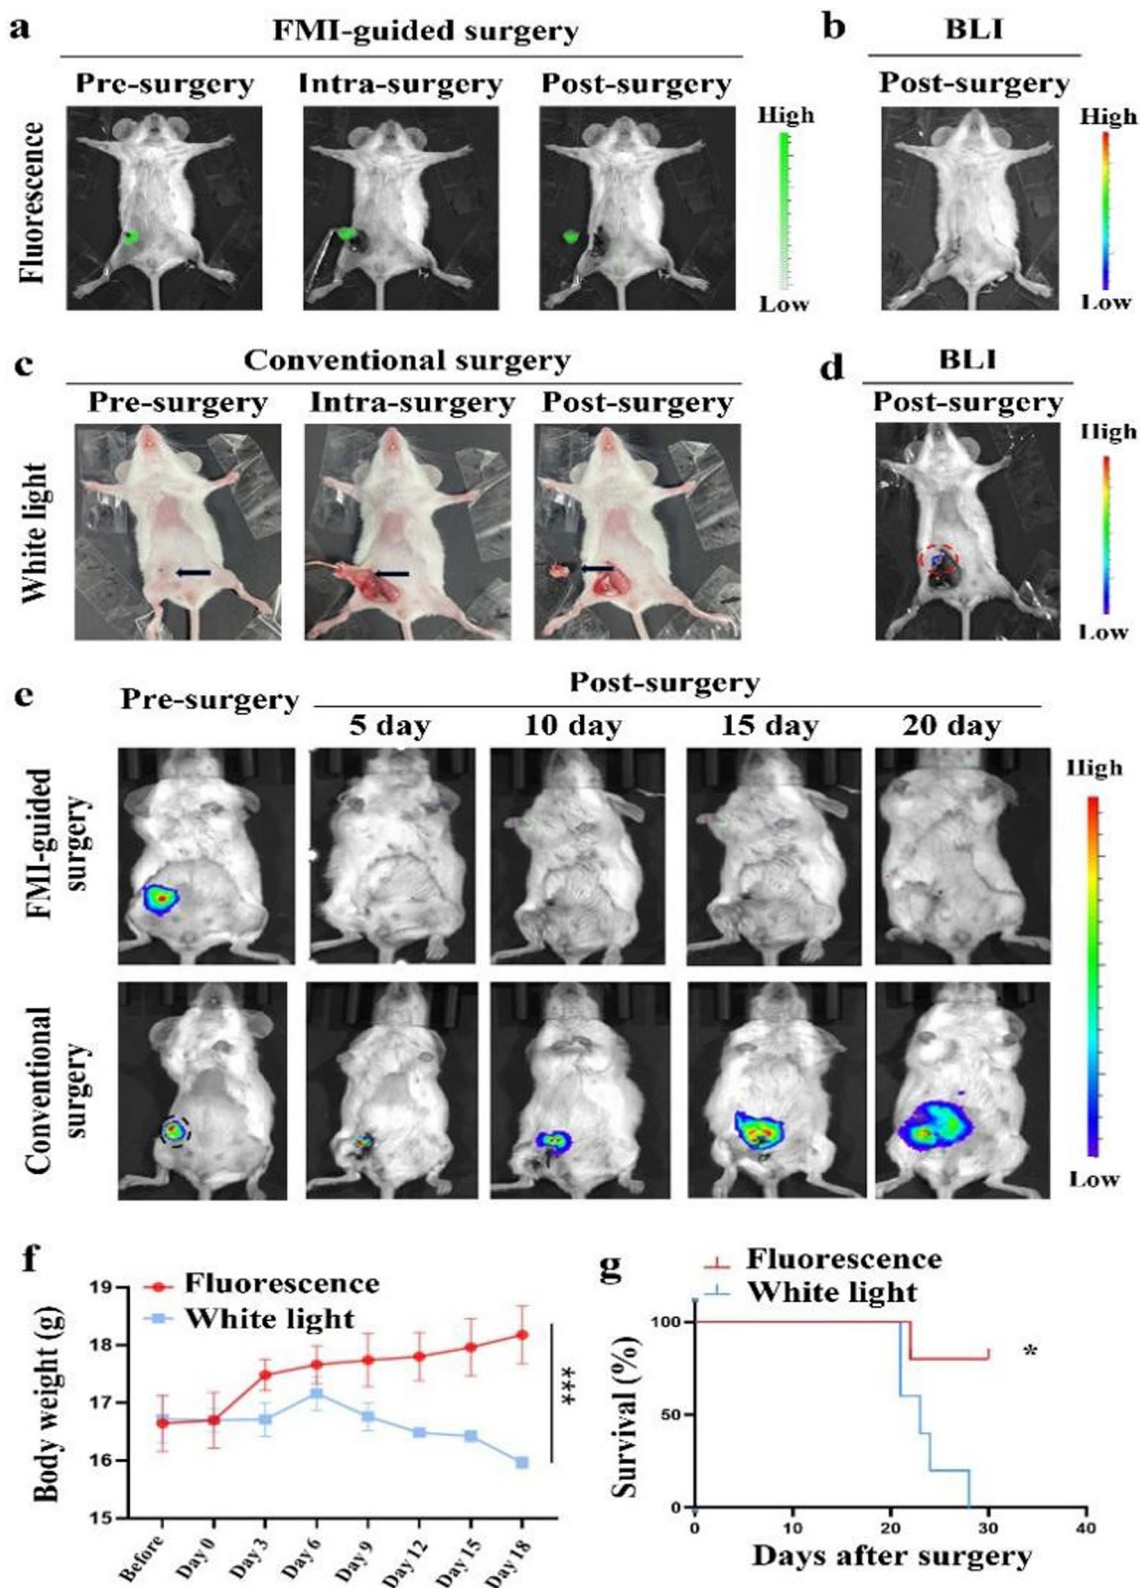 a
FMI-guided surgery
b
BLI
Pre-surgery
Intra-surgery
Post-surgery
Post-surgery
Fluorescence
High
Low
High
Low
c
Conventional surgery
d
BLI
Pre-surgery
Intra-surgery
Post-surgery
Post-surgery
White light
High
Low
e
Pre-surgery
Post-surgery
5 day
10 day
15 day
20 day
FMI-guided
surgery
High
Low
Conventional
surgery
f
Fluorescence
White light
Body weight (g)
19
18
17
16
15
***
Before
Day 0
Day 3
Day 6
Day 9
Day 12
Day 15
Day 18
g
Fluorescence
White light
Survival (%)
100
50
0
*
0
10
20
30
40
Days after surgery